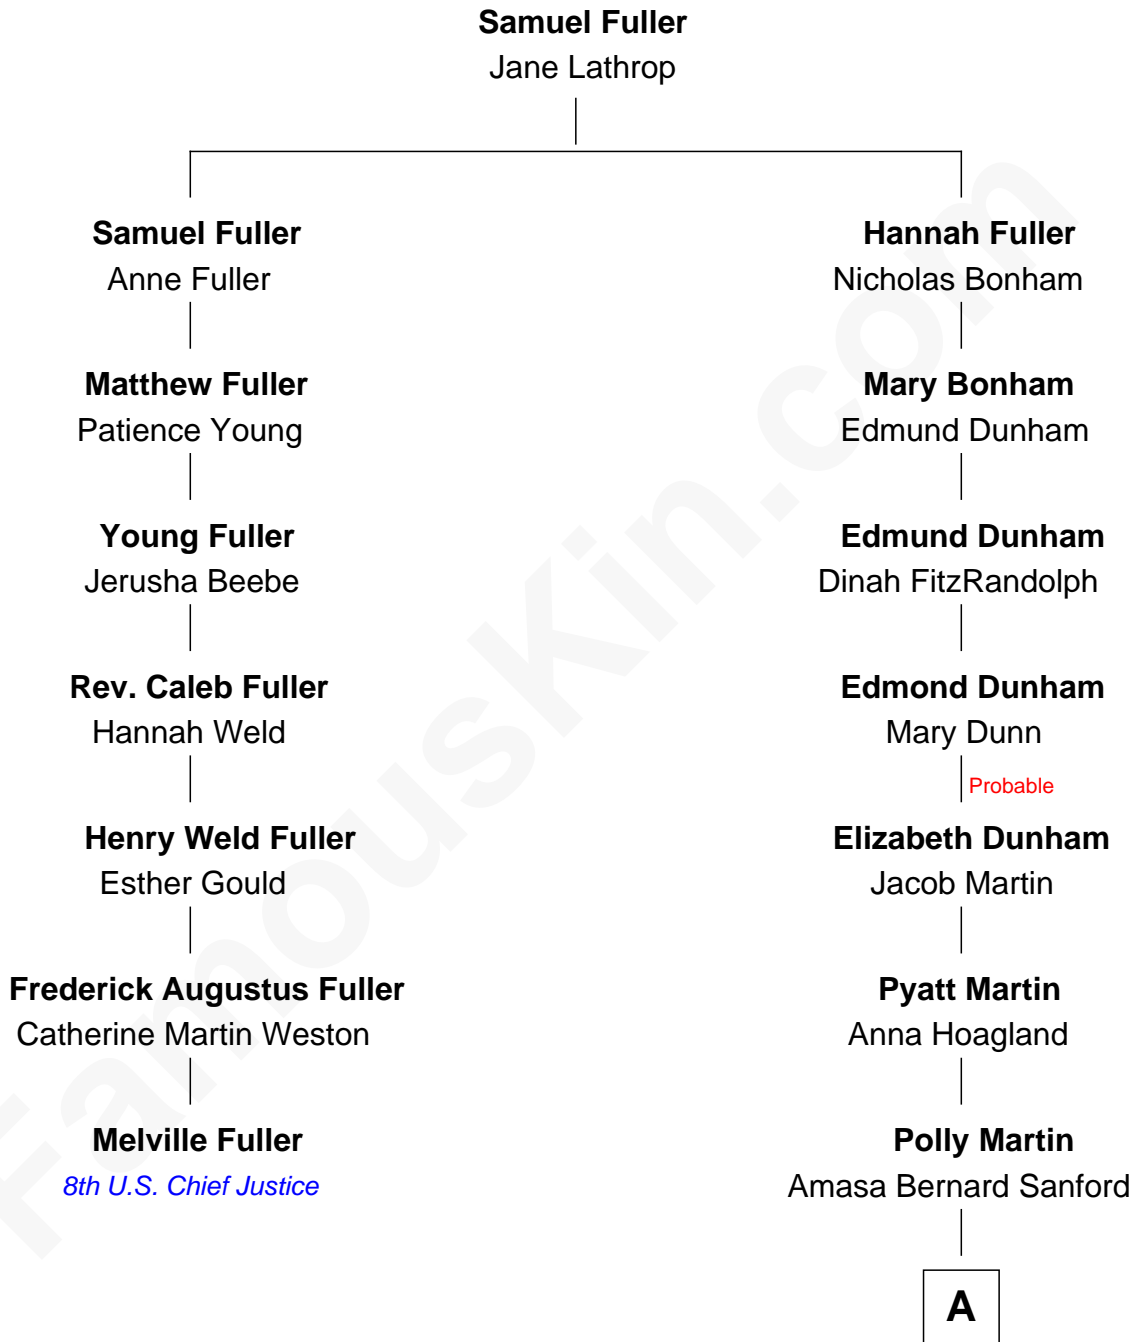 Samuel Fuller
Jane Lathrop
Samuel Fuller
Anne Fuller
Hannah Fuller
Nicholas Bonham
Matthew Fuller
Patience Young
Mary Bonham
Edmund Dunham
Young Fuller
Jerusha Beebe
Edmund Dunham
Dinah FitzRandolph
Rev. Caleb Fuller
Hannah Weld
Edmond Dunham
Mary Dunn
Probable
Henry Weld Fuller
Esther Gould
Elizabeth Dunham
Jacob Martin
Frederick Augustus Fuller
Catherine Martin Weston
Pyatt Martin
Anna Hoagland
Melville Fuller
8th U.S. Chief Justice
Polly Martin
Amasa Bernard Sanford
A
FamousKin.com